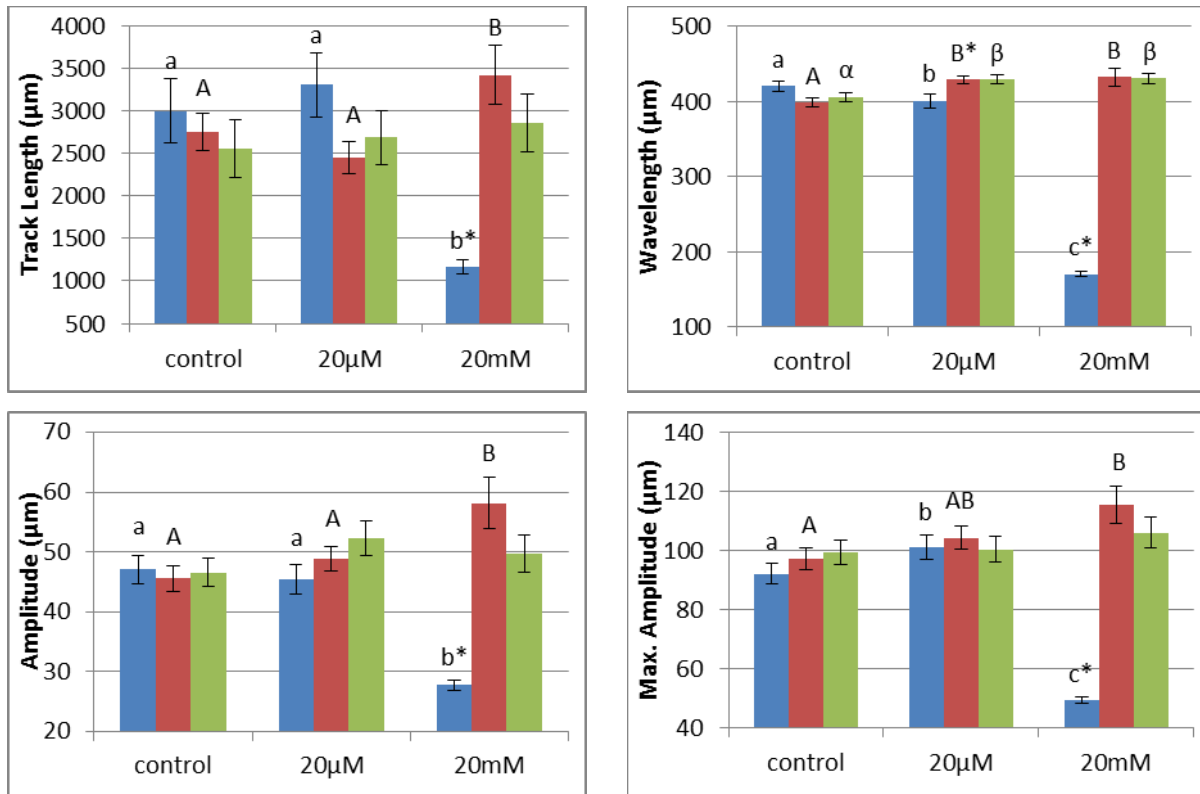 Track Length (µm)
4000
3500
3000
2500
2000
1500
1000
500
a
A
a
A
b*
B
control
20µM
20mM
Wavelength (µm)
500
400
300
200
100
a
A
α
b
B*
β
c*
B
β
control
20µM
20mM
Amplitude (µm)
70
60
50
40
30
20
a
A
a
A
b*
B
control
20µM
20mM
Max. Amplitude (µm)
140
120
100
80
60
40
a
A
b
AB
c*
B
control
20µM
20mM